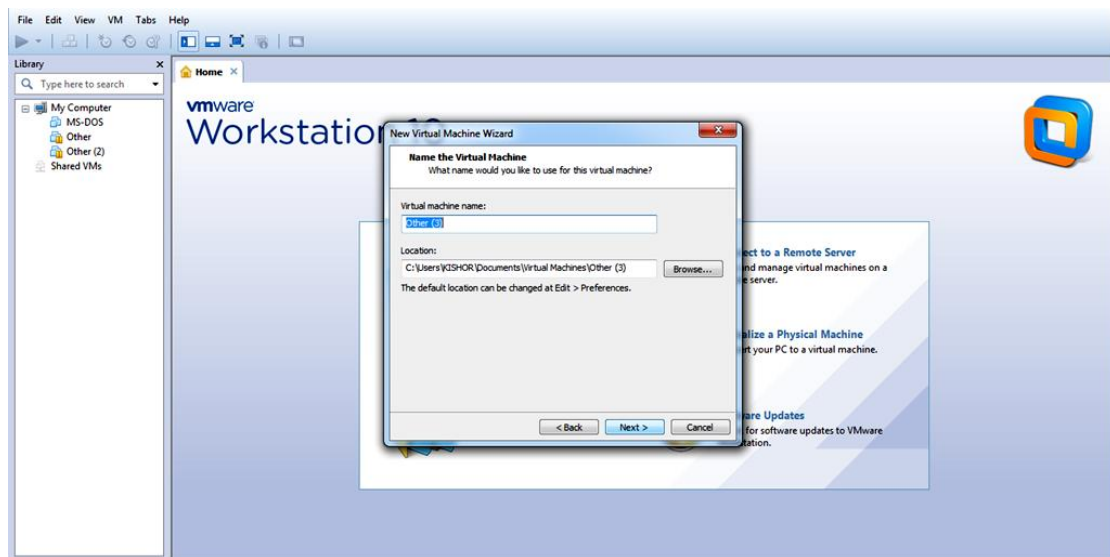 File Edit View VM Tabs Help
Library
Type here to search
My Computer
MS-DOS
Other
Other (2)
Shared VMs
Home
vmware
Workstation 10
New Virtual Machine Wizard
Name the Virtual Machine
What name would you like to use for this virtual machine?
Virtual machine name:
Other (3)
Location:
C:\Users\KISHOR\Documents\Virtual Machines\Other (3)
Browse...
The default location can be changed at Edit > Preferences.
< Back Next > Cancel
ect to a Remote Server
nd manage virtual machines on a
e server.
alize a Physical Machine
rt your PC to a virtual machine.
are Updates
for software updates to VMware
tation.